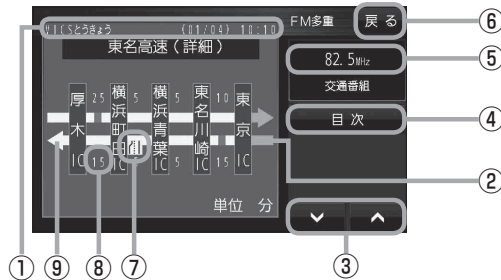 VICSとうきょう (01/04) 10:10
FM多重
戻る
⑥
東名高速(詳細)
82.5MHz
⑤
交通番組
目次
④
厚木IC 25 横浜町田IC 5 横浜青葉IC 5 東名川崎IC 10 東京IC
15 5 15
②
単位 分
① ⑨ ⑧ ⑦ ③